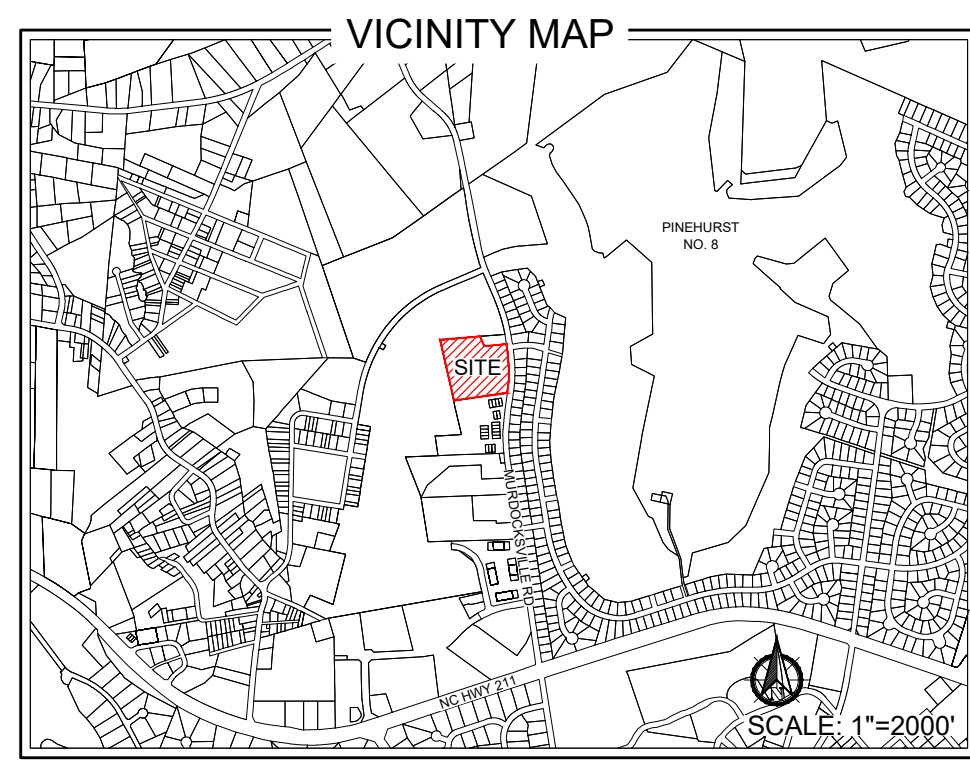 VICINITY MAP
PINEHURST
NO. 8
SITE
MURDOCKSVILLE RD
NC HWY 211
N
SCALE: 1"=2000'